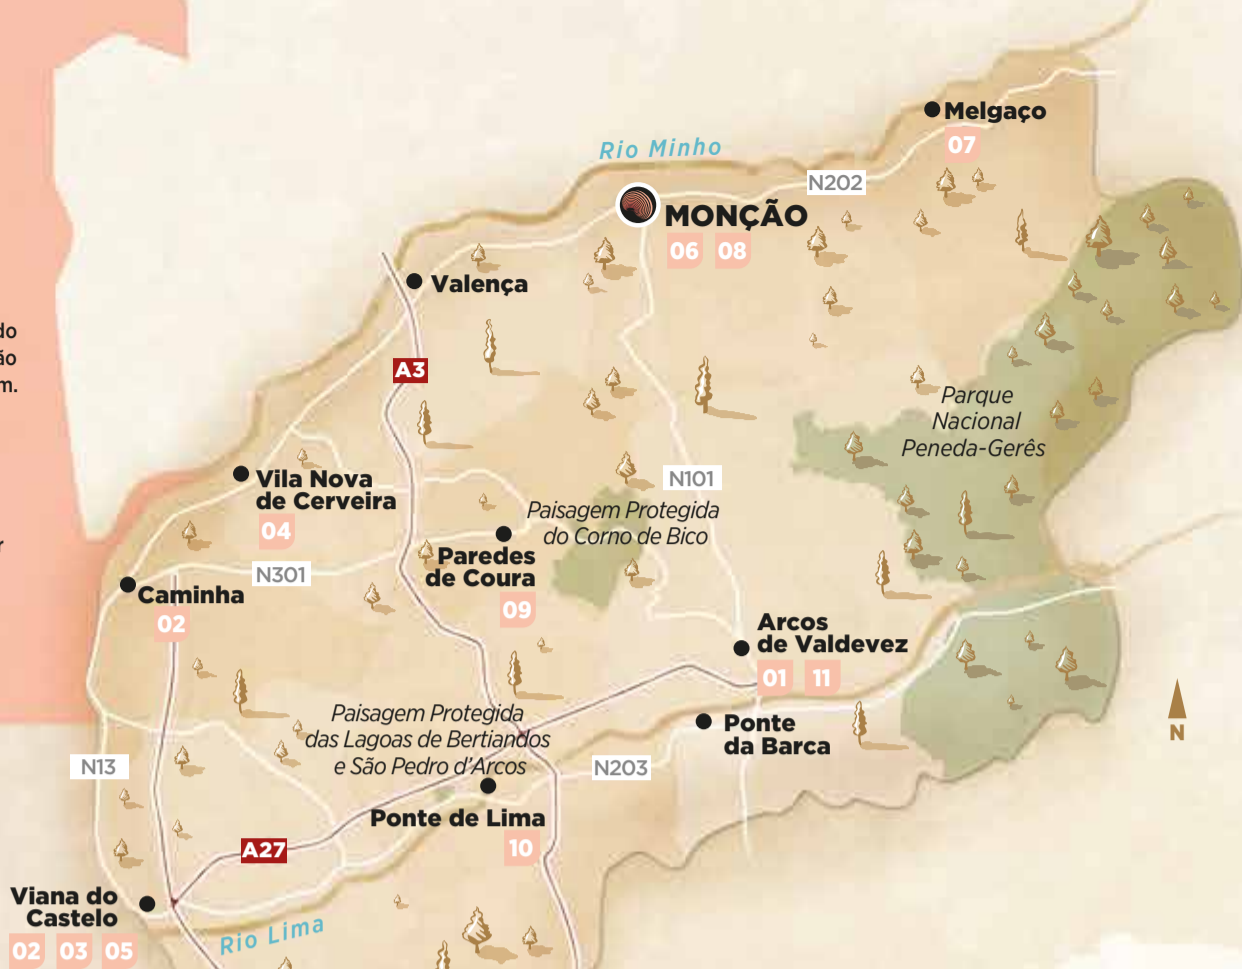 Melgaço
07
Rio Minho
N202
MONÇÃO
06 08
Valença
do
ão
m.
A3
Parque
Nacional
Peneda-Gerês
Vila Nova
de Cerveira
04
N101
Paisagem Protegida
do Corno de Bico
r
Paredes
de Coura
09
N301
Caminha
02
Arcos
de Valdevez
01 11
Paisagem Protegida
das Lagoas de Bertiandos
e São Pedro d'Arcos
Ponte
da Barca
N
N13
N203
Ponte de Lima
10
A27
Viana do
Castelo
02 03 05
Rio Lima